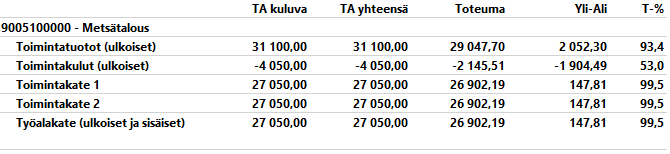 TA kuluva TA yhteensä Toteuma Yli-Ali T-%
9005100000 - Metsätalous
Toimintatuotot (ulkoiset) 31 100,00 31 100,00 29 047,70 2 052,30 93,4
Toimintakulut (ulkoiset) -4 050,00 -4 050,00 -2 145,51 -1 904,49 53,0
Toimintakate 1 27 050,00 27 050,00 26 902,19 147,81 99,5
Toimintakate 2 27 050,00 27 050,00 26 902,19 147,81 99,5
Työalakate (ulkoiset ja sisäiset) 27 050,00 27 050,00 26 902,19 147,81 99,5